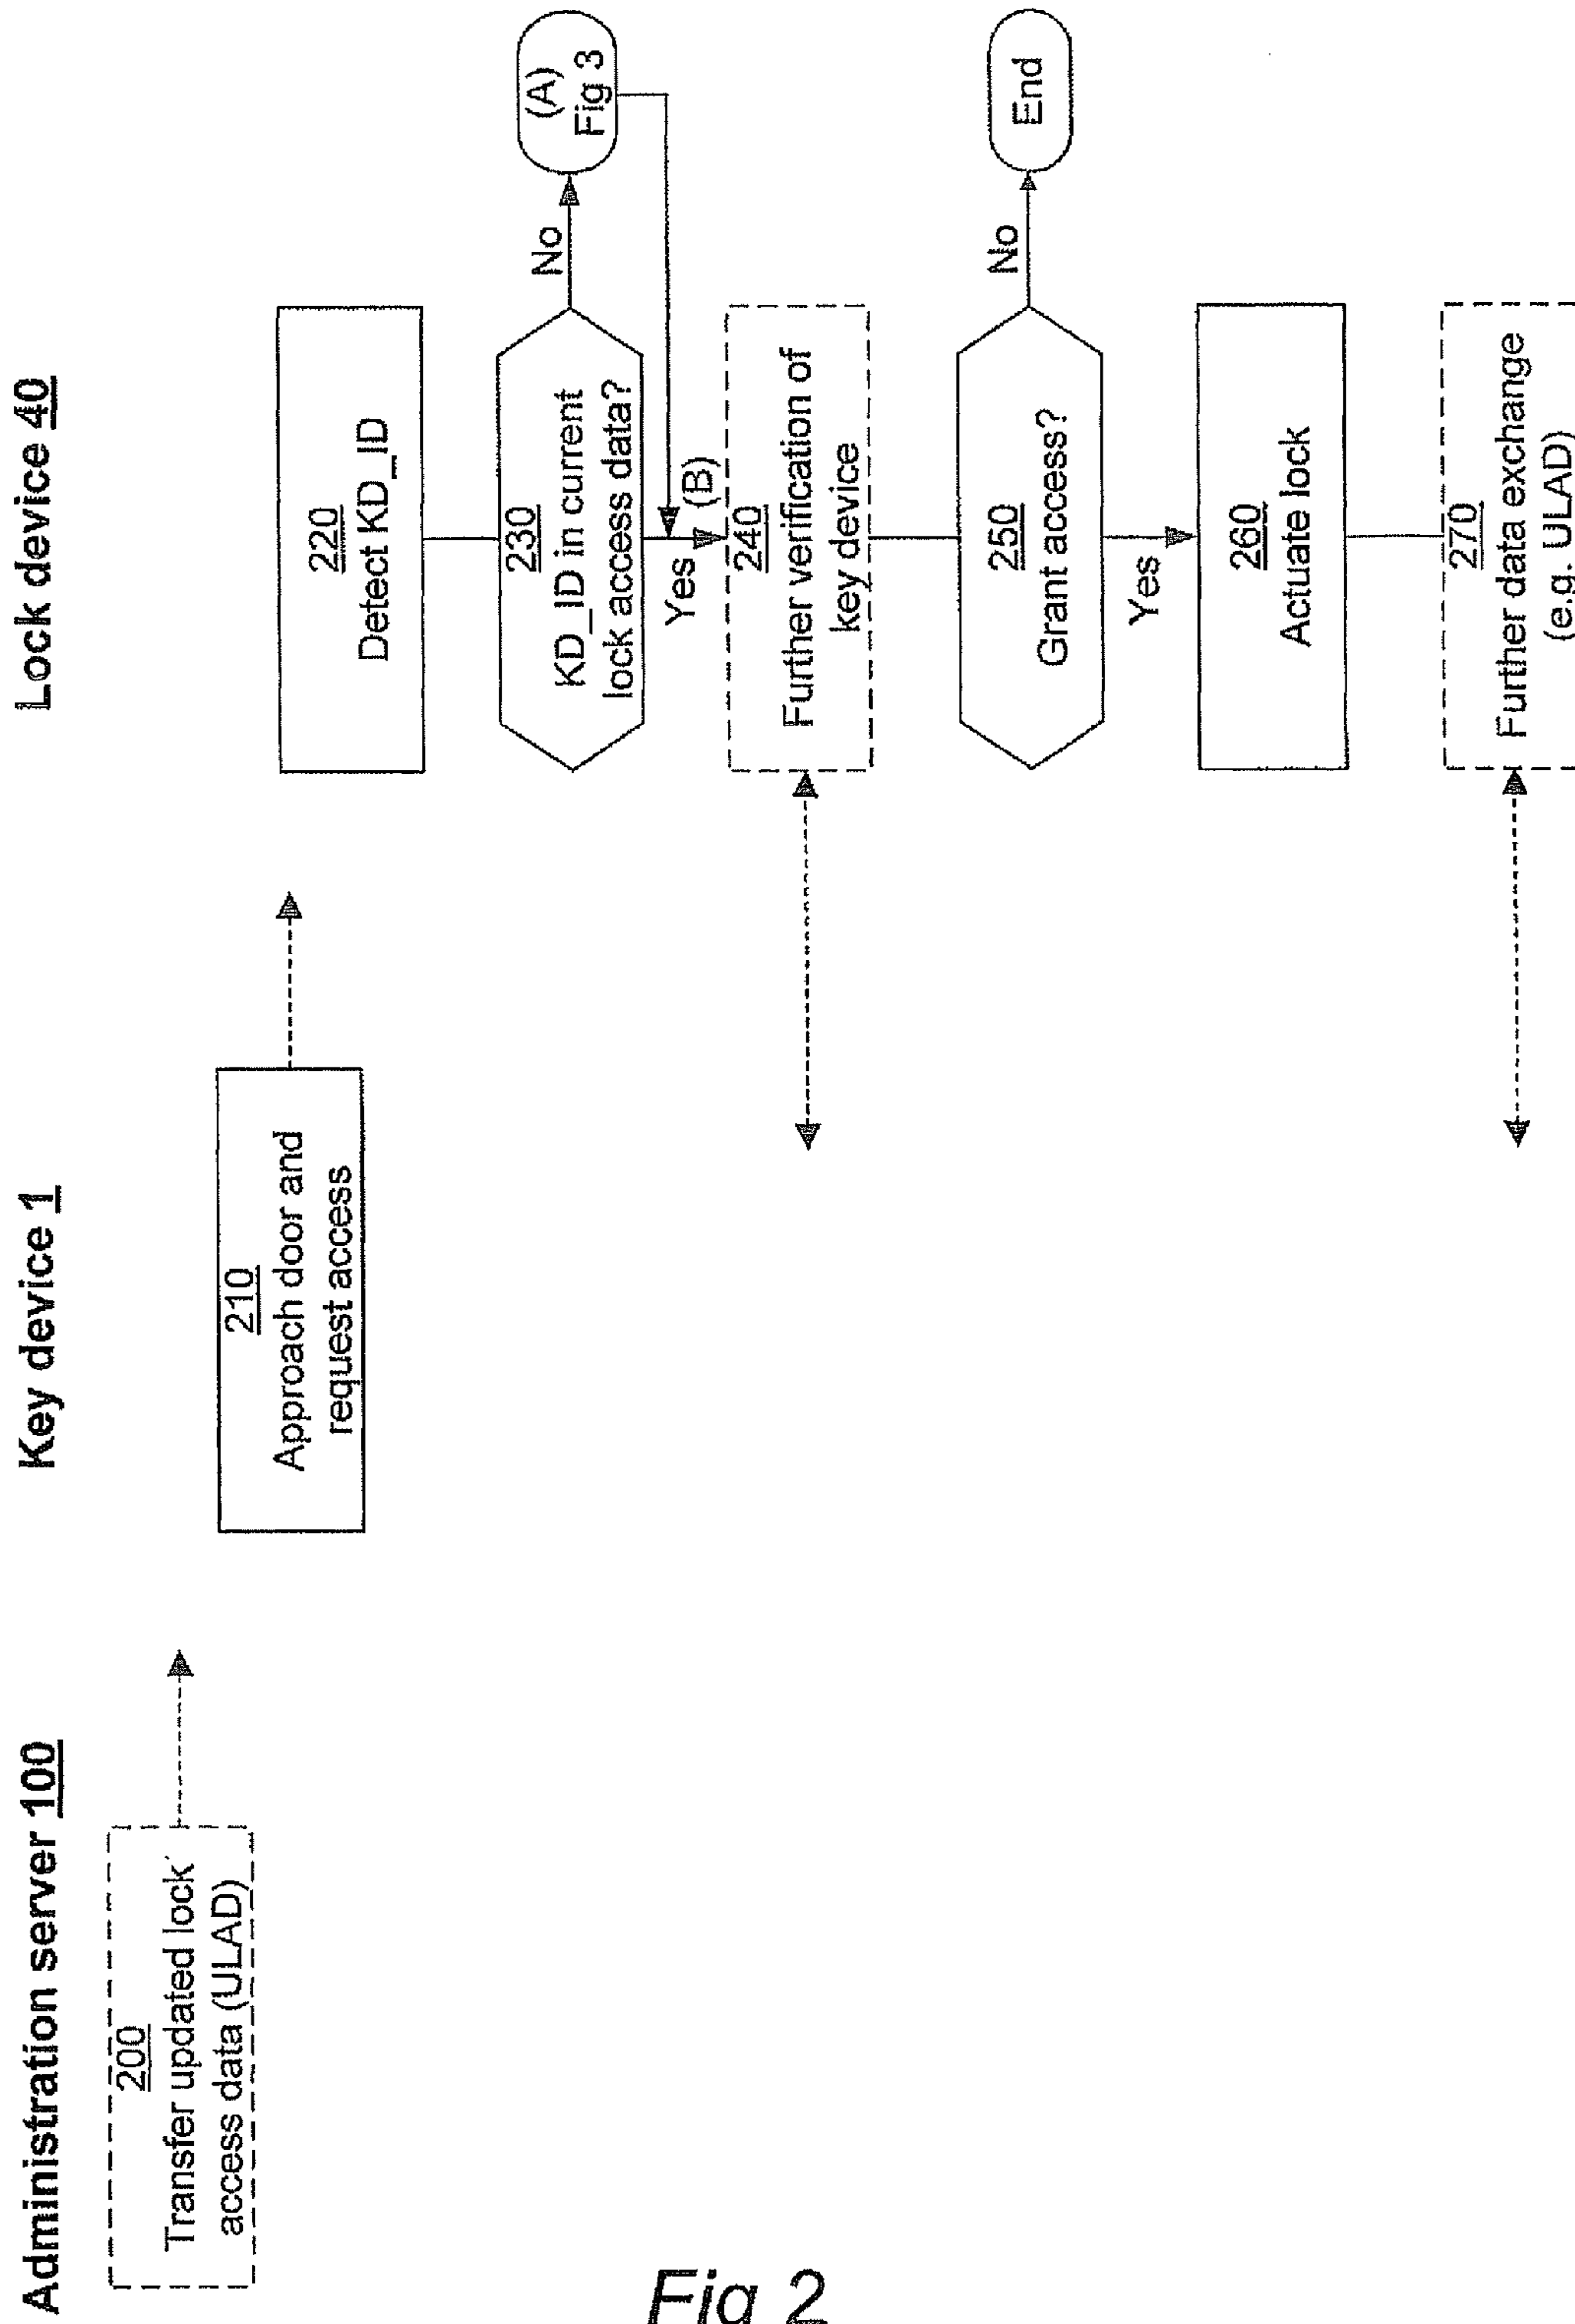 Administration server 100
Key device 1
Lock device 40
200
Transfer updated lock
access data (ULAD)
210
Approach door and
request access
220
Detect KD_ID
230
KD_ID in current
lock access data?
No
(A)
Fig 3
Yes
(B)
240
Further verification of
key device
250
Grant access?
No
End
Yes
260
Actuate lock
270
Further data exchange
(e.g. ULAD)
Fig 2